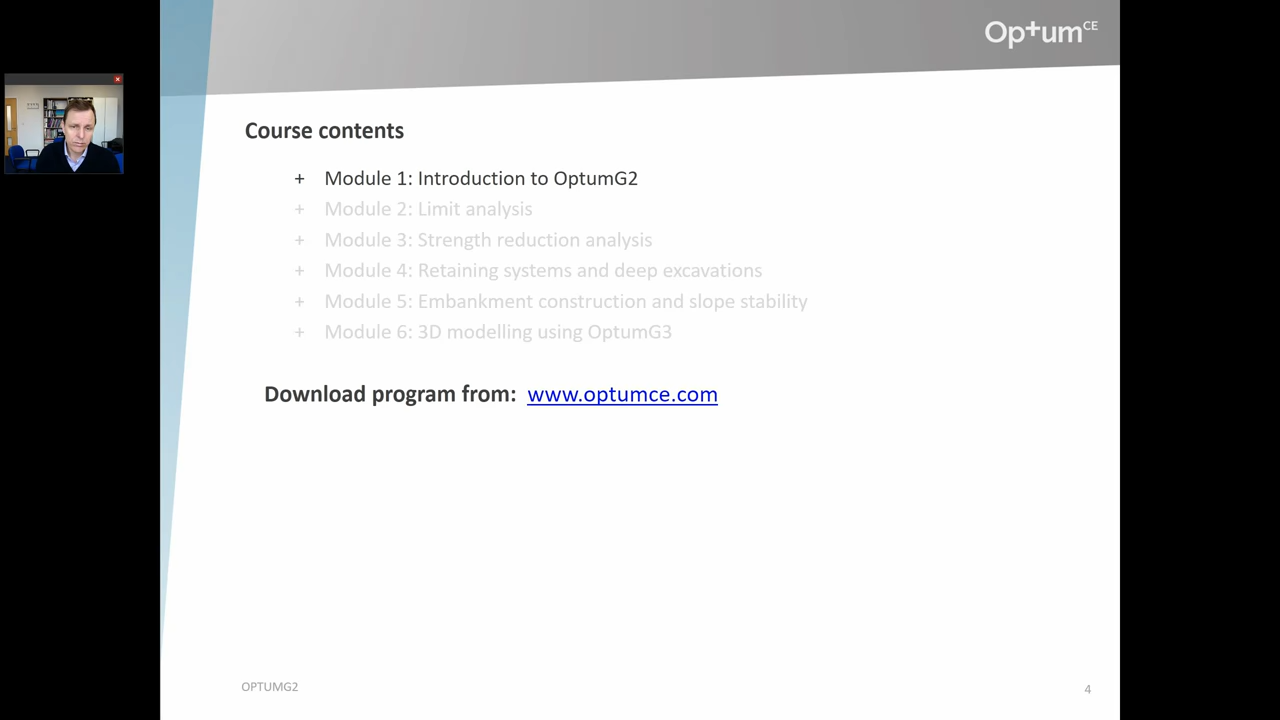 Op+umCE
Course contents
+ Module 1: Introduction to OptumG2
+ Module 2: Limit analysis
+ Module 3: Strength reduction analysis
+ Module 4: Retaining systems and deep excavations
+ Module 5: Embankment construction and slope stability
+ Module 6: 3D modelling using OptumG3
Download program from: www.optumce.com
OPTUMG2
4